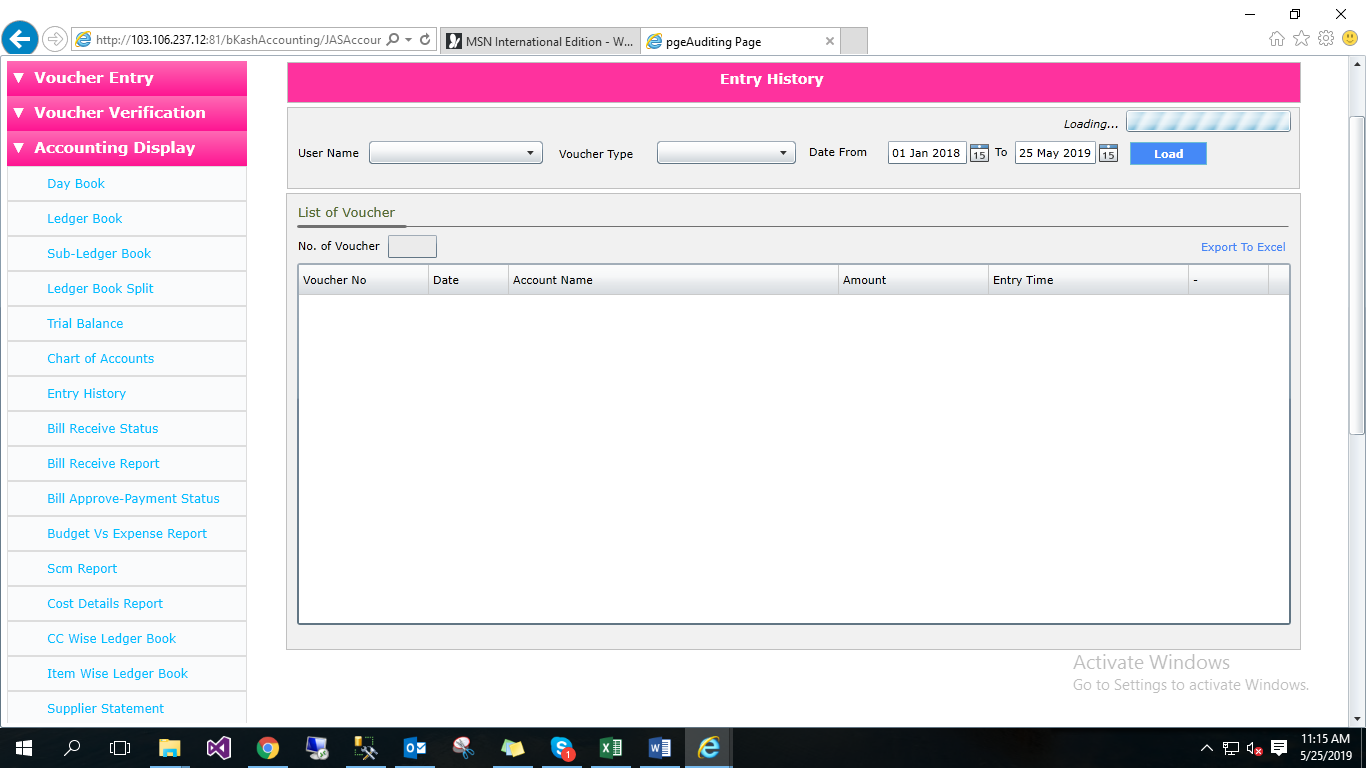 http://103.106.237.12:81/bKashAccounting/JASAccour
MSN International Edition - W...
pgeAuditing Page
Voucher Entry
Voucher Verification
Accounting Display
Day Book
Ledger Book
Sub-Ledger Book
Ledger Book Split
Trial Balance
Chart of Accounts
Entry History
Bill Receive Status
Bill Receive Report
Bill Approve-Payment Status
Budget Vs Expense Report
Scm Report
Cost Details Report
CC Wise Ledger Book
Item Wise Ledger Book
Supplier Statement
Entry History
Loading...
User Name Voucher Type Date From 01 Jan 2018 15 To 25 May 2019 15 Load
List of Voucher
No. of Voucher Export To Excel
Voucher No Date Account Name Amount Entry Time -
Activate Windows
Go to Settings to activate Windows.
1
11:15 AM
5/25/2019